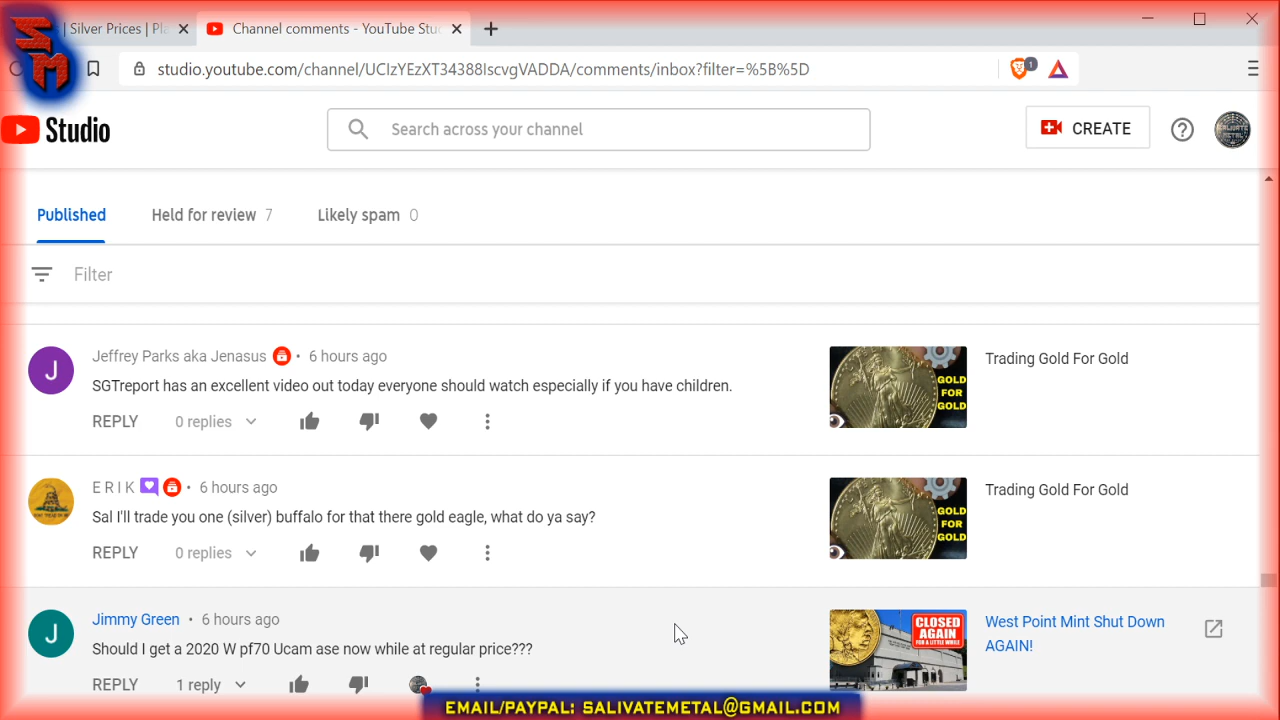 SM
| Silver Prices | Pla
Channel comments - YouTube Stud
studio.youtube.com/channel/UCIzYEzXT34388IscvgVADDA/comments/inbox?filter=%5B%5D
1
Studio
Search across your channel
CREATE
Published
Held for review 7
Likely spam 0
Filter
Jeffrey Parks aka Jenasus • 6 hours ago
SGTreport has an excellent video out today everyone should watch especially if you have children.
REPLY 0 replies
GOLD
FOR
GOLD
Trading Gold For Gold
E R I K • 6 hours ago
Sal I'll trade you one (silver) buffalo for that there gold eagle, what do ya say?
REPLY 0 replies
GOLD
FOR
GOLD
Trading Gold For Gold
J
J
Jimmy Green • 6 hours ago
Should I get a 2020 W pf70 Ucam ase now while at regular price???
REPLY 1 reply
CLOSED
AGAIN!
FOR A LITTLE WHILE
West Point Mint Shut Down
AGAIN!
EMAIL/PAYPAL: SALIVATEMETAL@GMAIL.COM